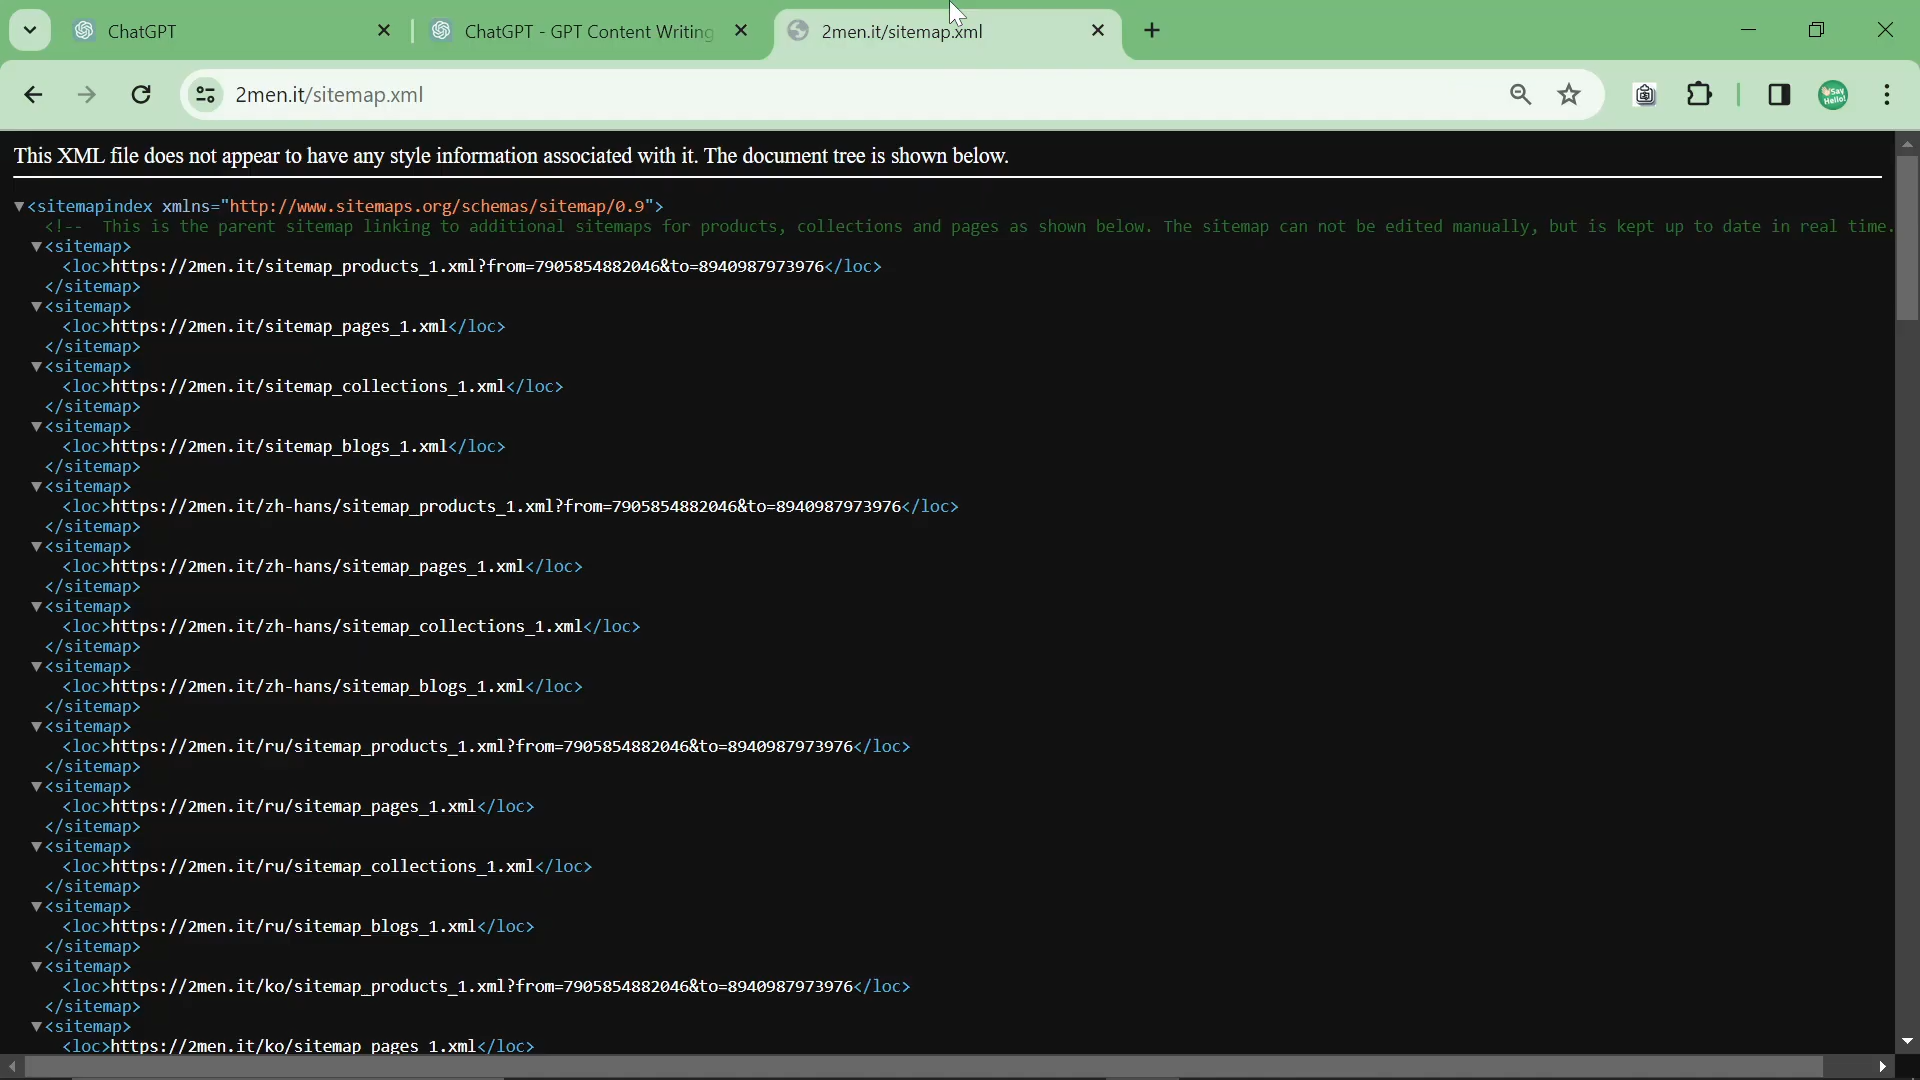 ChatGPT
ChatGPT - GPT Content Writing
2men.it/sitemap.xml
2men.it/sitemap.xml
Say Hello!
This XML file does not appear to have any style information associated with it. The document tree is shown below.
▼<sitemapindex xmlns="http://www.sitemaps.org/schemas/sitemap/0.9">
<!-- This is the parent sitemap linking to additional sitemaps for products, collections and pages as shown below. The sitemap can not be edited manually, but is kept up to date in real time.
▼<sitemap>
<loc>https://2men.it/sitemap_products_1.xml?from=7905854882046&to=8940987973976</loc>
</sitemap>
▼<sitemap>
<loc>https://2men.it/sitemap_pages_1.xml</loc>
</sitemap>
▼<sitemap>
<loc>https://2men.it/sitemap_collections_1.xml</loc>
</sitemap>
▼<sitemap>
<loc>https://2men.it/sitemap_blogs_1.xml</loc>
</sitemap>
▼<sitemap>
<loc>https://2men.it/zh-hans/sitemap_products_1.xml?from=7905854882046&to=8940987973976</loc>
</sitemap>
▼<sitemap>
<loc>https://2men.it/zh-hans/sitemap_pages_1.xml</loc>
</sitemap>
▼<sitemap>
<loc>https://2men.it/zh-hans/sitemap_collections_1.xml</loc>
</sitemap>
▼<sitemap>
<loc>https://2men.it/zh-hans/sitemap_blogs_1.xml</loc>
</sitemap>
▼<sitemap>
<loc>https://2men.it/ru/sitemap_products_1.xml?from=7905854882046&to=8940987973976</loc>
</sitemap>
▼<sitemap>
<loc>https://2men.it/ru/sitemap_pages_1.xml</loc>
</sitemap>
▼<sitemap>
<loc>https://2men.it/ru/sitemap_collections_1.xml</loc>
</sitemap>
▼<sitemap>
<loc>https://2men.it/ru/sitemap_blogs_1.xml</loc>
</sitemap>
▼<sitemap>
<loc>https://2men.it/ko/sitemap_products_1.xml?from=7905854882046&to=8940987973976</loc>
</sitemap>
▼<sitemap>
<loc>https://2men.it/ko/sitemap_pages_1.xml</loc>